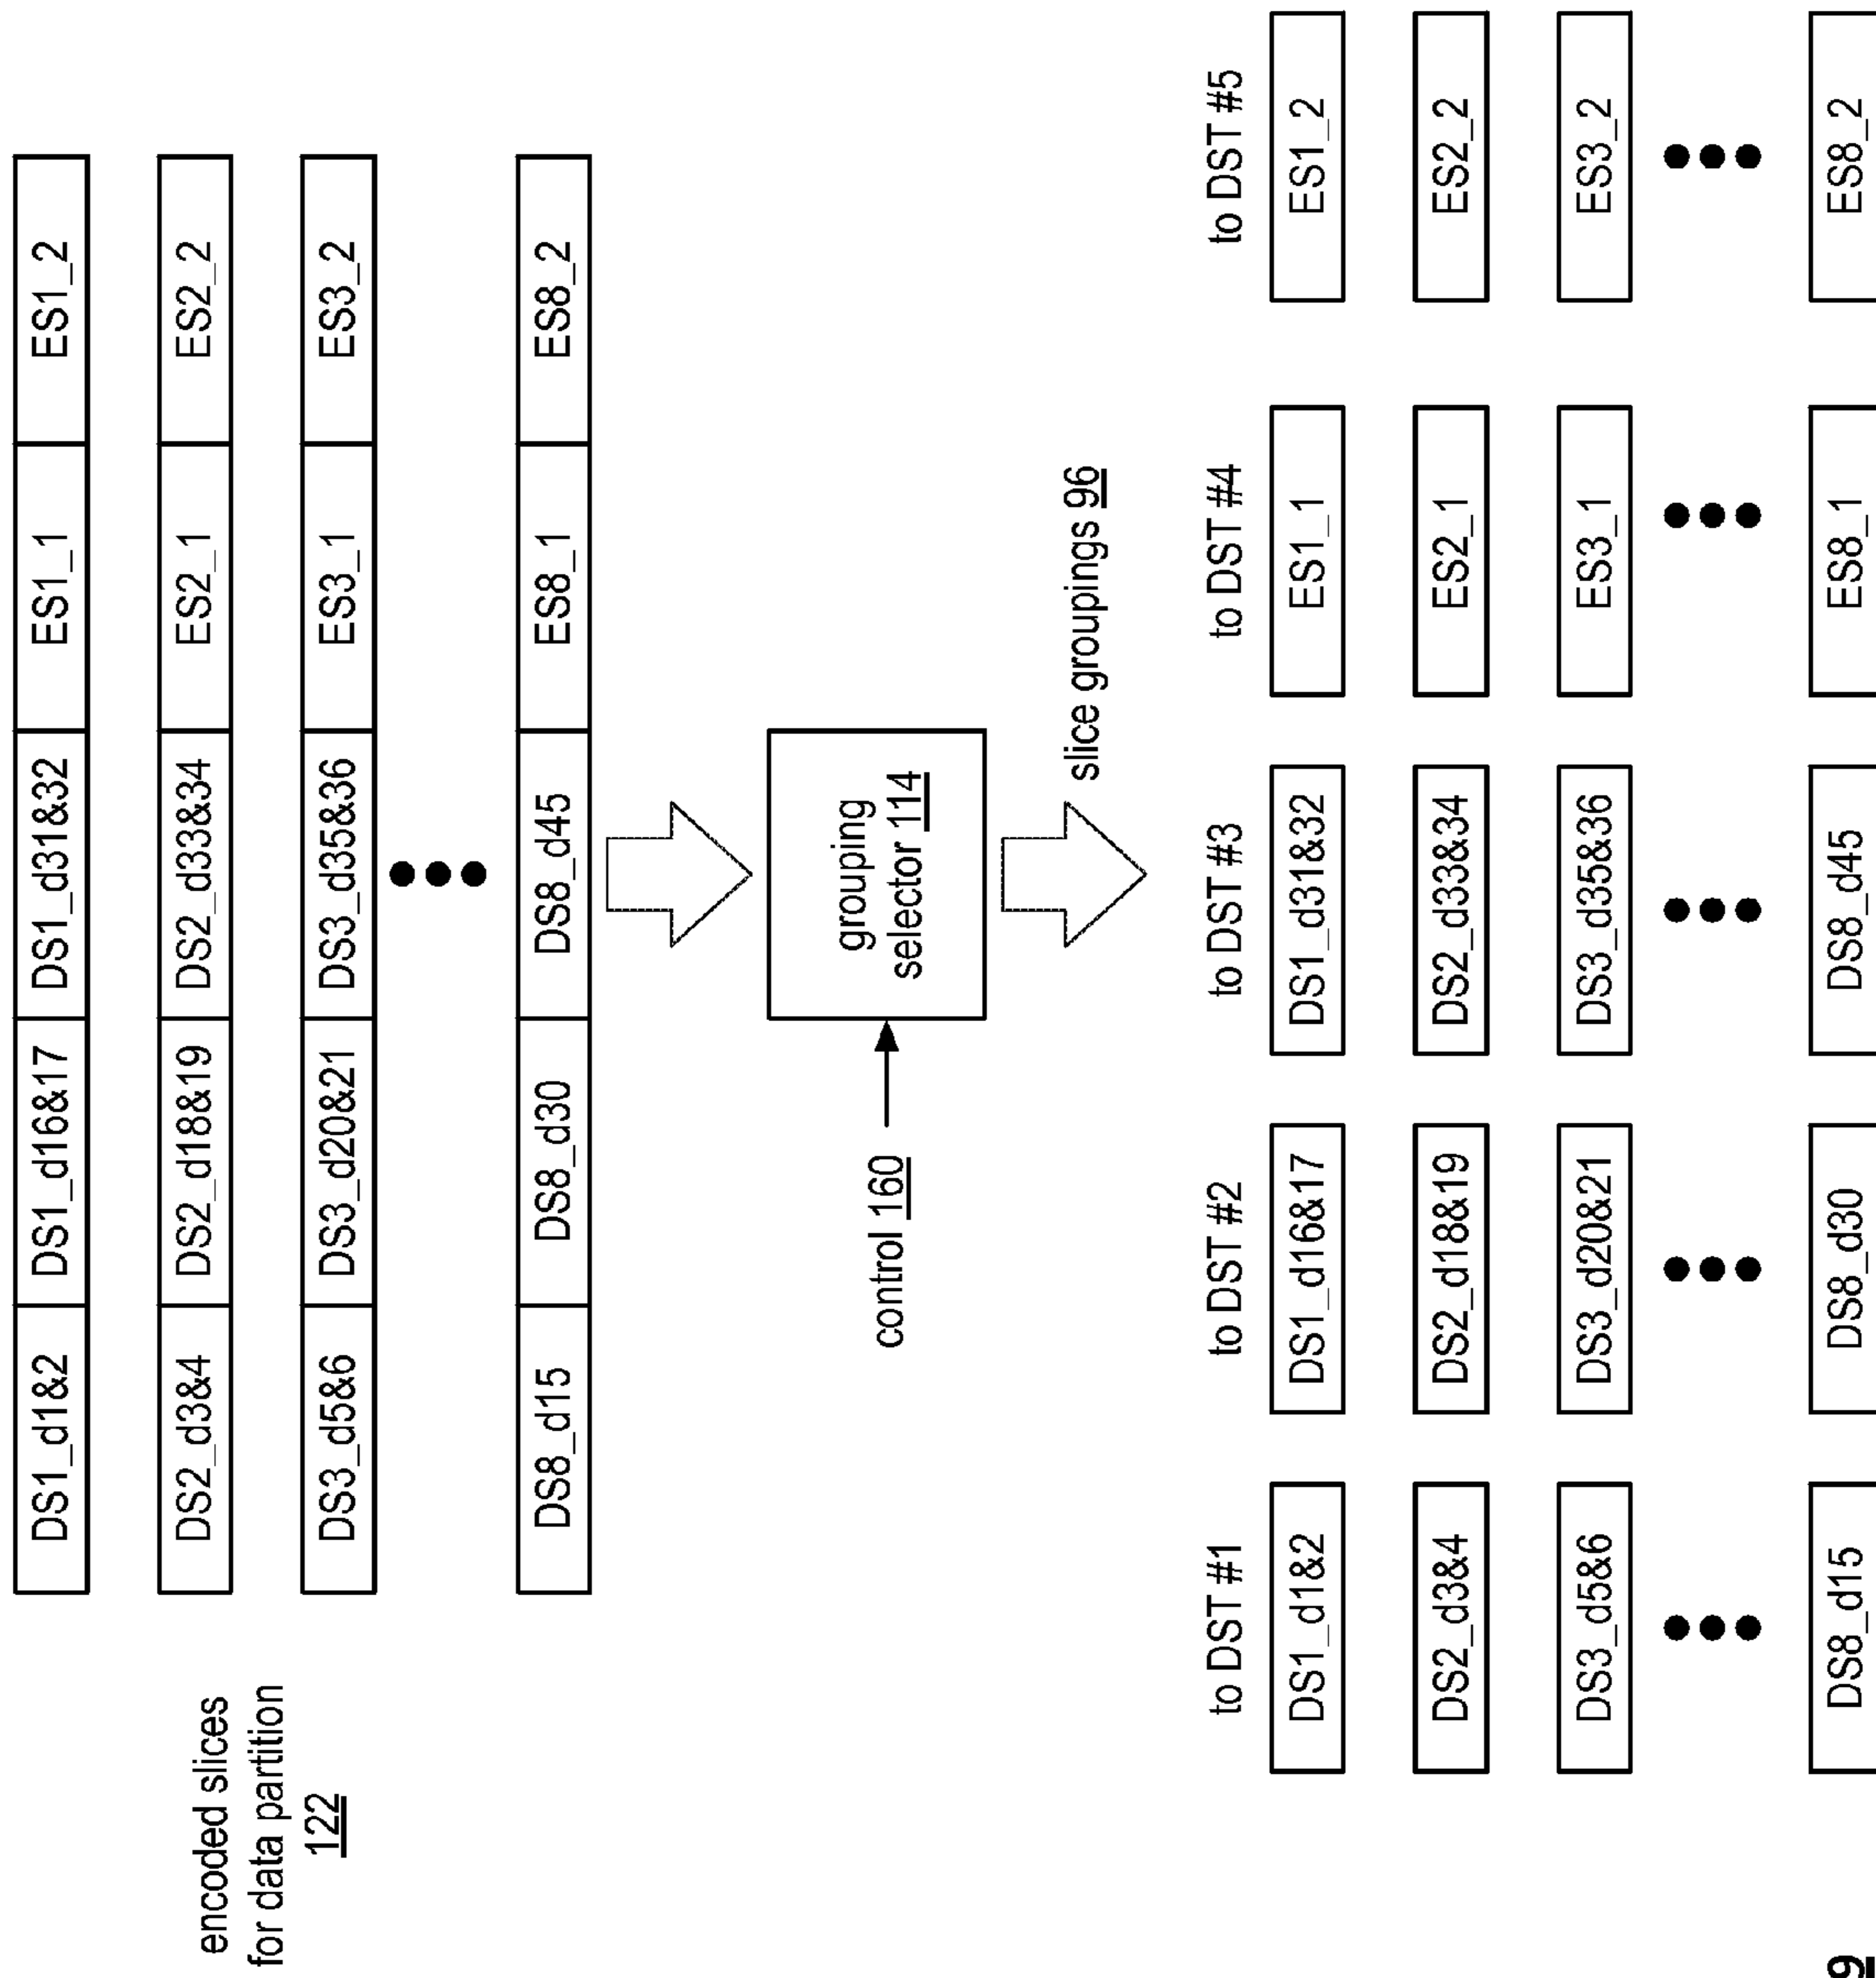 DS1_d1&2 DS1_d16&17 DS1_d31&32 ES1_1 ES1_2
encoded slices
for data partition
122
DS2_d3&4 DS2_d18&19 DS2_d33&34 ES2_1 ES2_2
DS3_d5&6 DS3_d20&21 DS3_d35&36 ES3_1 ES3_2
DS8_d15 DS8_d30 DS8_d45 ES8_1 ES8_2
control 160
grouping
selector 114
slice groupings 96
to DST #1 to DST #2 to DST #3 to DST #4 to DST #5
DS1_d1&2 DS1_d16&17 DS1_d31&32 ES1_1 ES1_2
DS2_d3&4 DS2_d18&19 DS2_d33&34 ES2_1 ES2_2
DS3_d5&6 DS3_d20&21 DS3_d35&36 ES3_1 ES3_2
DS8_d15 DS8_d30 DS8_d45 ES8_1 ES8_2
9